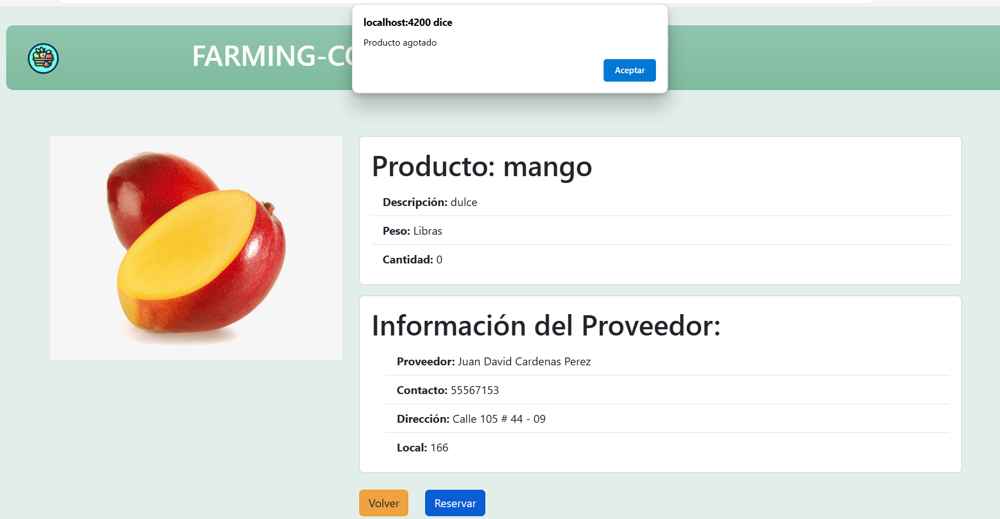 localhost:4200 dice
Producto agotado
Aceptar
FARMING-CO
Producto: mango
Descripción: dulce
Peso: Libras
Cantidad: 0
Información del Proveedor:
Proveedor: Juan David Cardenas Perez
Contacto: 55567153
Dirección: Calle 105 # 44 - 09
Local: 166
Volver
Reservar